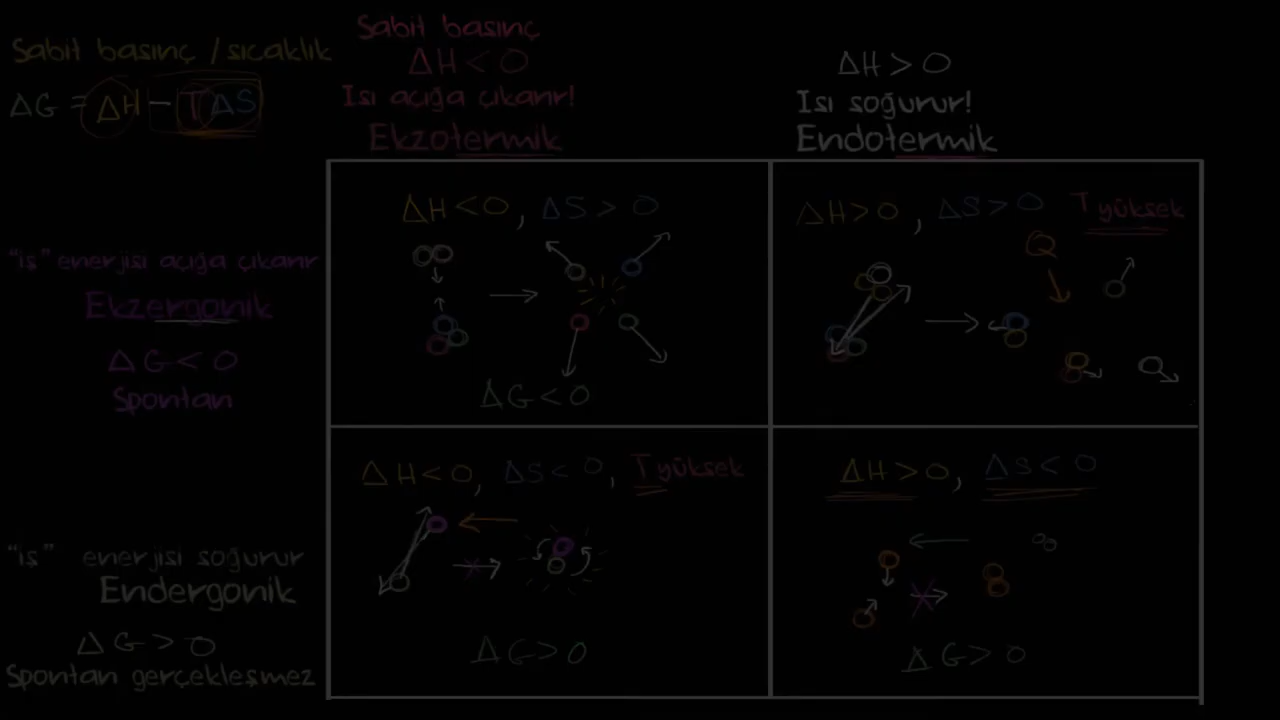 Sabit basınç / sıcaklık
ΔG = ΔH - TΔS
Sabit basınç
ΔH < 0
Isı açığa çıkarır!
Ekzotermik
ΔH > 0
Isı soğurur!
Endotermik
"iş" enerjisi açığa çıkarır
Ekzergonik
ΔG < 0
Spontan
ΔH < 0, ΔS > 0
ΔG < 0
ΔH > 0, ΔS > 0 T yüksek
Q
"iş" enerjisi soğurur
Endergonik
ΔG > 0
Spontan gerçekleşmez
ΔH < 0, ΔS < 0, T yüksek
ΔG > 0
ΔH > 0, ΔS < 0
ΔG > 0